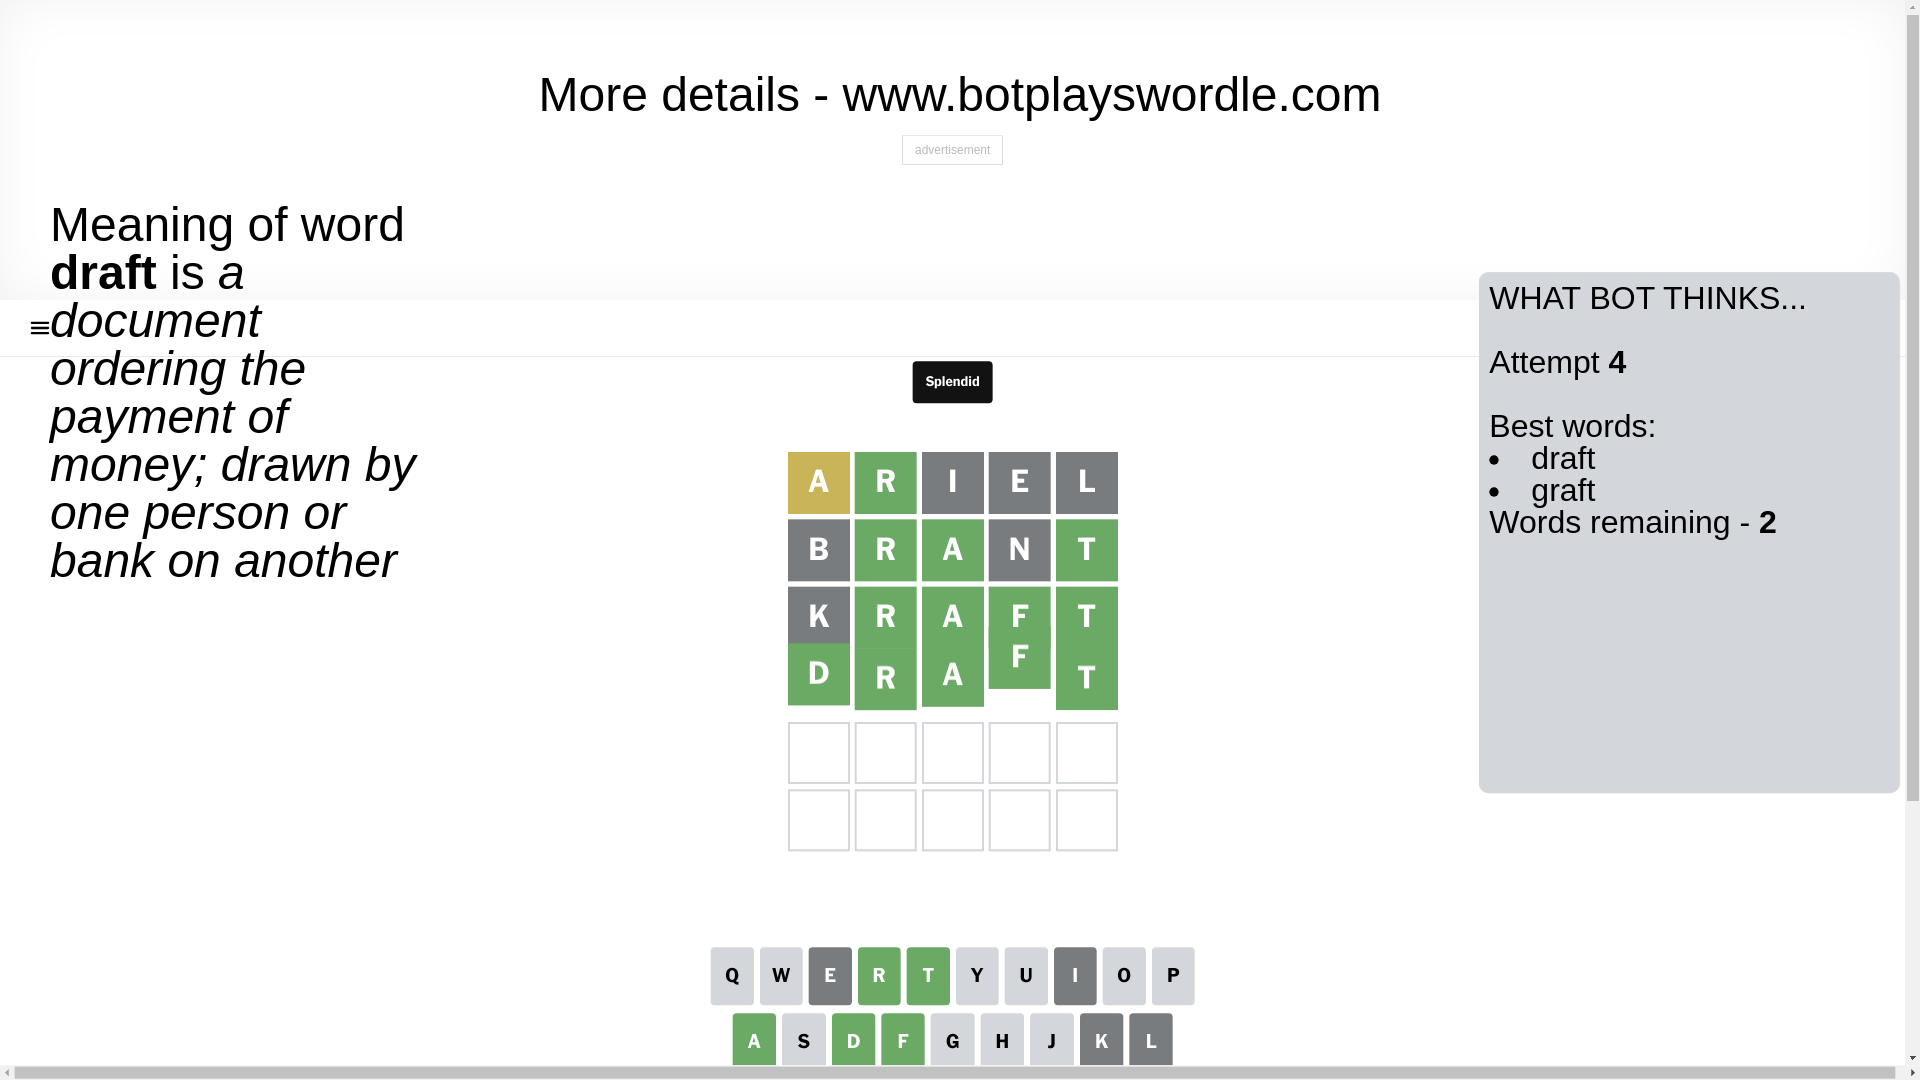 More details - www.botplayswordle.com
advertisement
Meaning of word
draft is a
document
ordering the
payment of
money; drawn by
one person or
bank on another
WHAT BOT THINKS...
Attempt 4
Best words:
• draft
• graft
Words remaining - 2
Splendid
A R I E L
B R A N T
K R A F T
D R A F T
Q W E R T Y U I O P
A S D F G H J K L